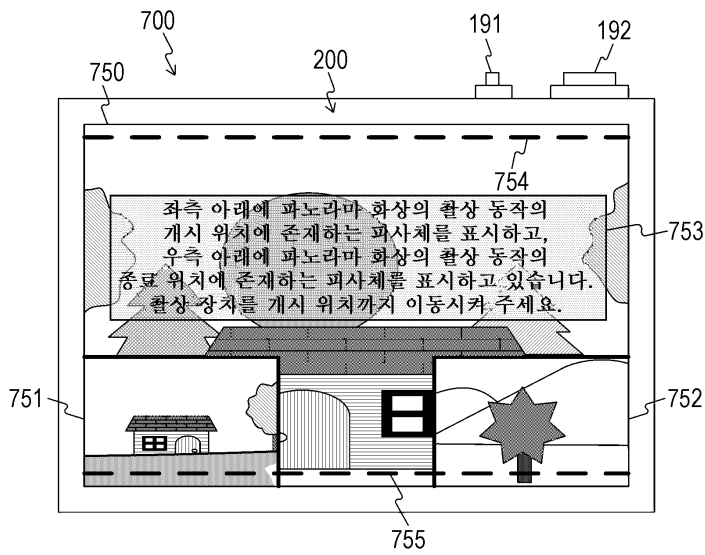 700
191
192
750
200
754
좌측 아래에 파노라마 화상의 촬상 동작의
개시 위치에 존재하는 피사체를 표시하고,
우측 아래에 파노라마 화상의 촬상 동작의
종료 위치에 존재하는 피사체를 표시하고 있습니다.
촬상 장치를 개시 위치까지 이동시켜 주세요.
753
751
752
755